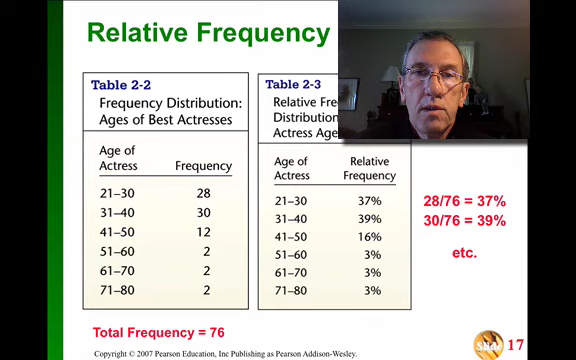 Relative Frequency
Table 2-2
Frequency Distribution:
Ages of Best Actresses
Age of
Actress Frequency
21–30 28
31–40 30
41–50 12
51–60 2
61–70 2
71–80 2
Table 2-3
Relative
Distribution
Actress
Age of Relative
Actress Frequency
21–30 37%
31–40 39%
41–50 16%
51–60 3%
61–70 3%
71–80 3%
28/76 = 37%
30/76 = 39%
etc.
Total Frequency = 76
Copyright © 2007 Pearson Education, Inc Publishing as Pearson Addison-Wesley.
Slide 17